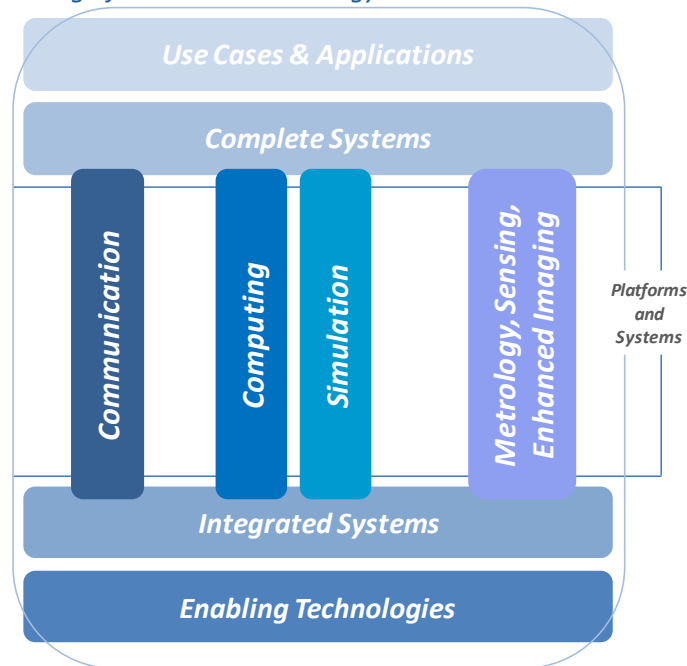 Use Cases & Applications
Complete Systems
Communication
Computing
Simulation
Metrology, Sensing,
Enhanced Imaging
Platforms
and
Systems
Integrated Systems
Enabling Technologies